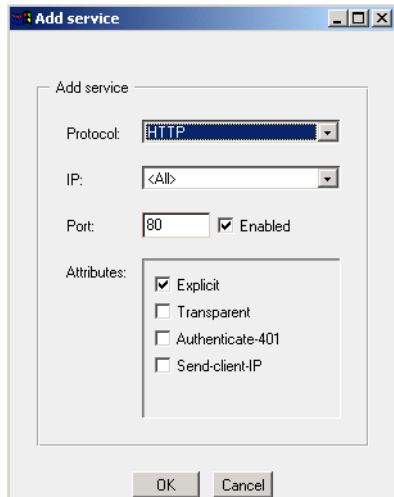 Add service
Add service
Protocol: HTTP
IP: <All>
Port: 80 Enabled
Attributes:
Explicit
Transparent
Authenticate-401
Send-client-IP
OK Cancel